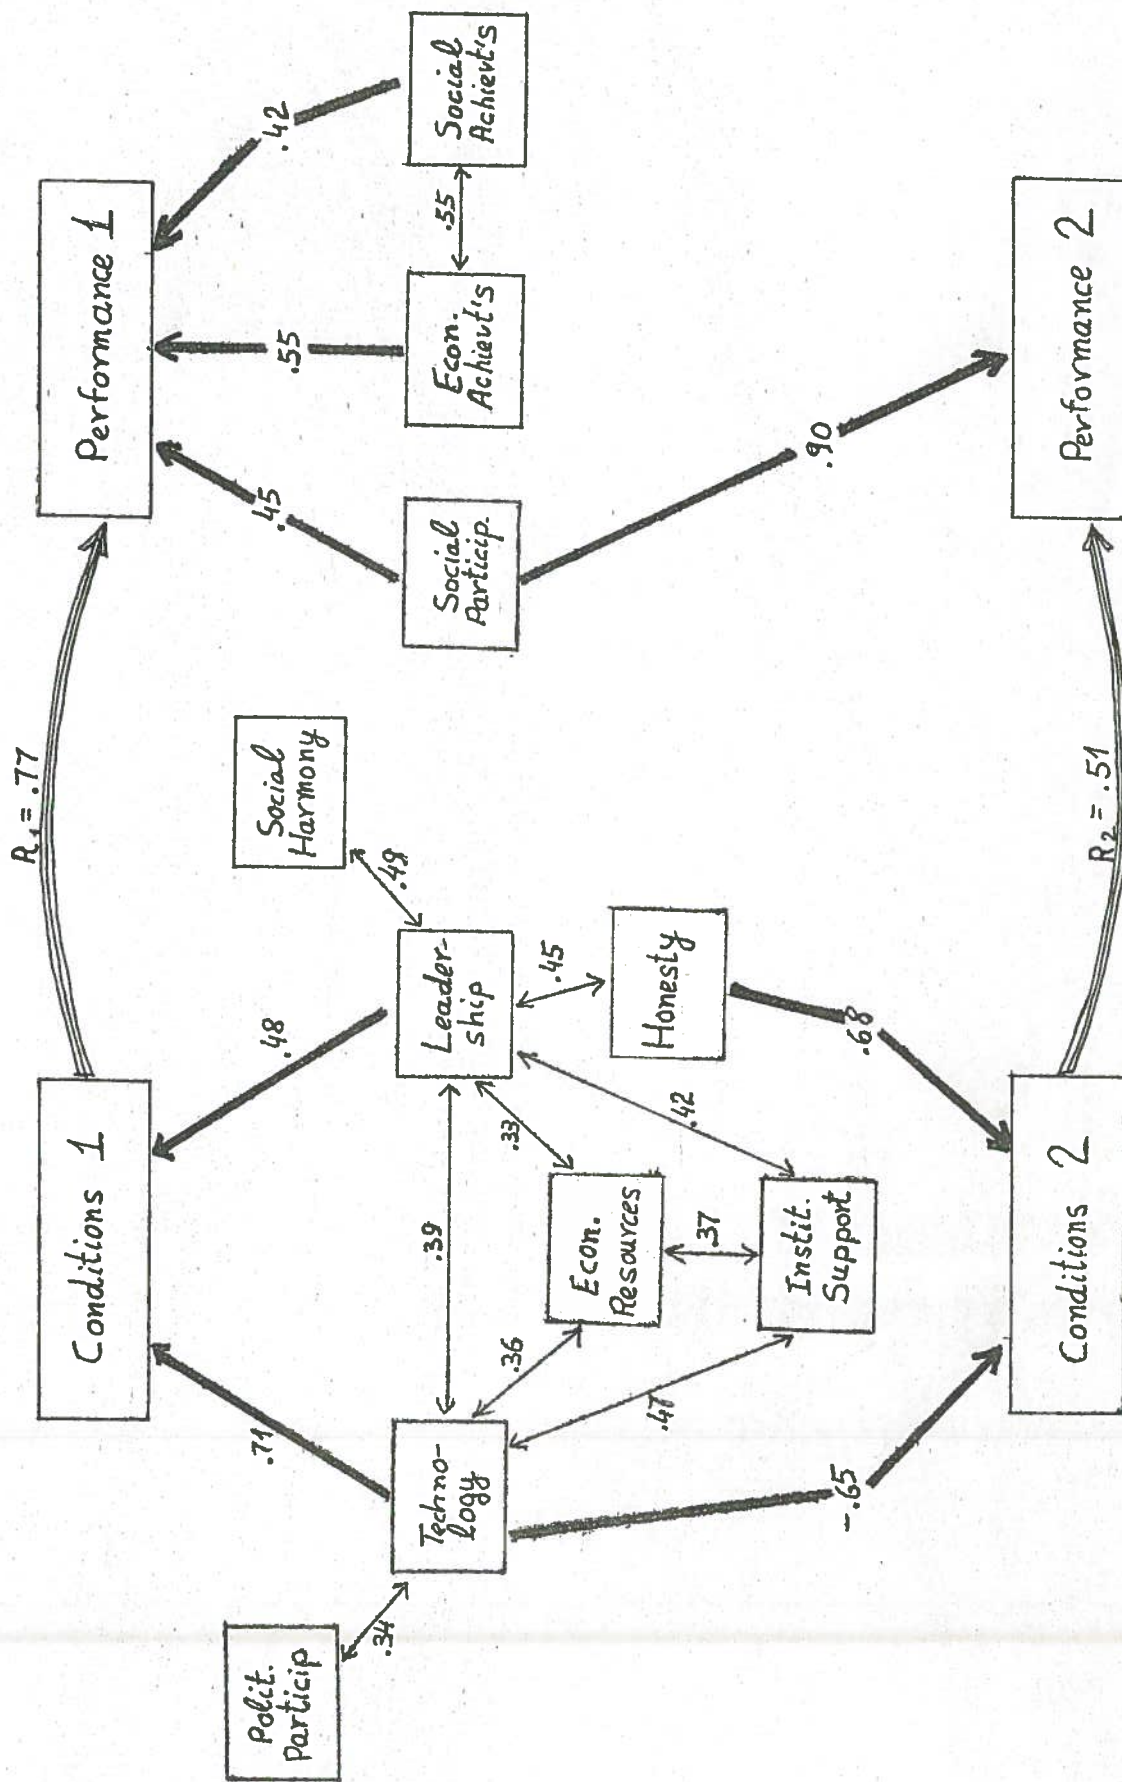 R₁ = .77
Conditions 1
Performance 1
.71
.48
.45
.55
.42
Polit.
Particip
Social
Harmony
.34
.49
Techno-
logy
.39
Leader-
ship
Social
Particip.
Econ.
Achievt's
.55
Social
Achievt's
.36
.33
.45
Econ.
Resources
Honesty
.47
.37
.42
Instit.
Support
-.65
.68
.90
Conditions 2
Performance 2
R₂ = .51